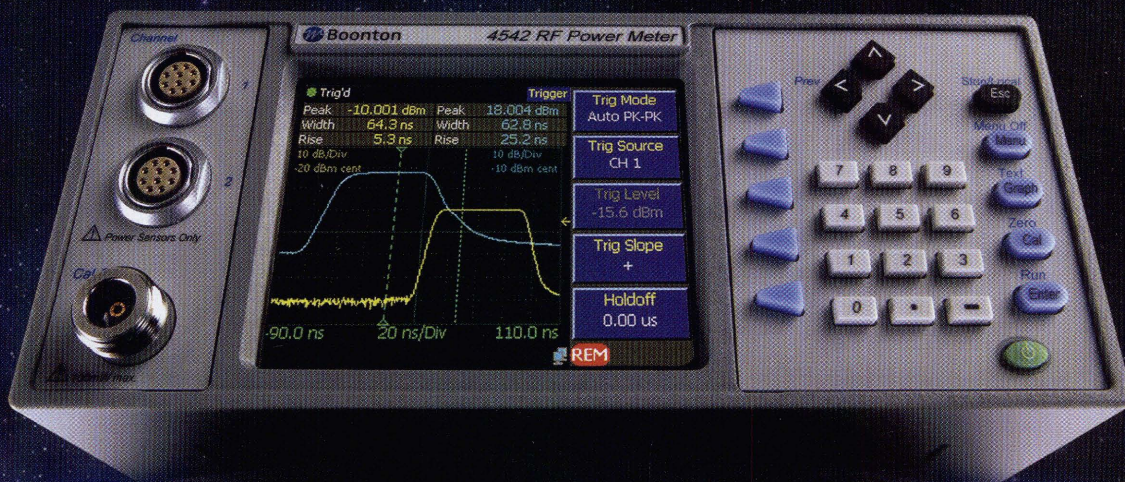 Boonton
4542 RF Power Meter
Channel
1
2
Power Sensors Only
Trig'd
Trigger
Peak -10.001 dBm Peak 18.004 dBm
Width 64.3 ns Width 62.8 ns
Rise 5.3 ns Rise 25.2 ns
10 dB/Div 10 dB/Div
-20 dBm cent -10 dBm cent
-90.0 ns 20 ns/Div 110.0 ns
Trig Mode
Auto PK-PK
Trig Source
CH 1
Trig Level
-15.6 dBm
Trig Slope
+
Holdoff
0.00 us
REM
Prev
Esc
Menu Off
Menu
Text
Graph
Zero
Cal
Run
Enter
7 8 9
4 5 6
1 2 3
0 . -